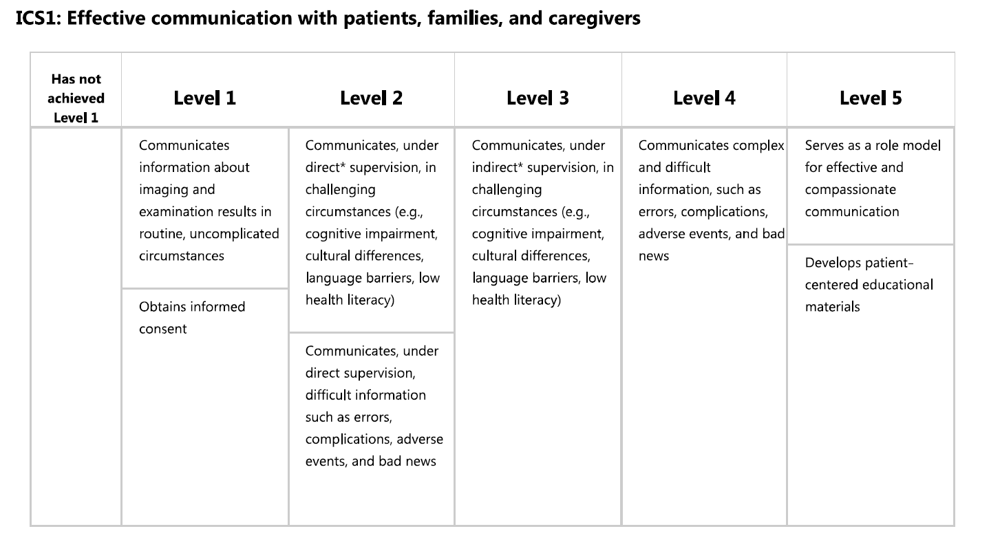 ICS1: Effective communication with patients, families, and caregivers
Has not
achieved
Level 1
Level 1
Level 2
Level 3
Level 4
Level 5
Communicates
information about
imaging and
examination results in
routine, uncomplicated
circumstances
Obtains informed
consent
Communicates, under
direct* supervision, in
challenging
circumstances (e.g.,
cognitive impairment,
cultural differences,
language barriers, low
health literacy)
Communicates, under
direct supervision,
difficult information
such as errors,
complications, adverse
events, and bad news
Communicates, under
indirect* supervision, in
challenging
circumstances (e.g.,
cognitive impairment,
cultural differences,
language barriers, low
health literacy)
Communicates complex
and difficult
information, such as
errors, complications,
adverse events, and bad
news
Serves as a role model
for effective and
compassionate
communication
Develops patient–
centered educational
materials